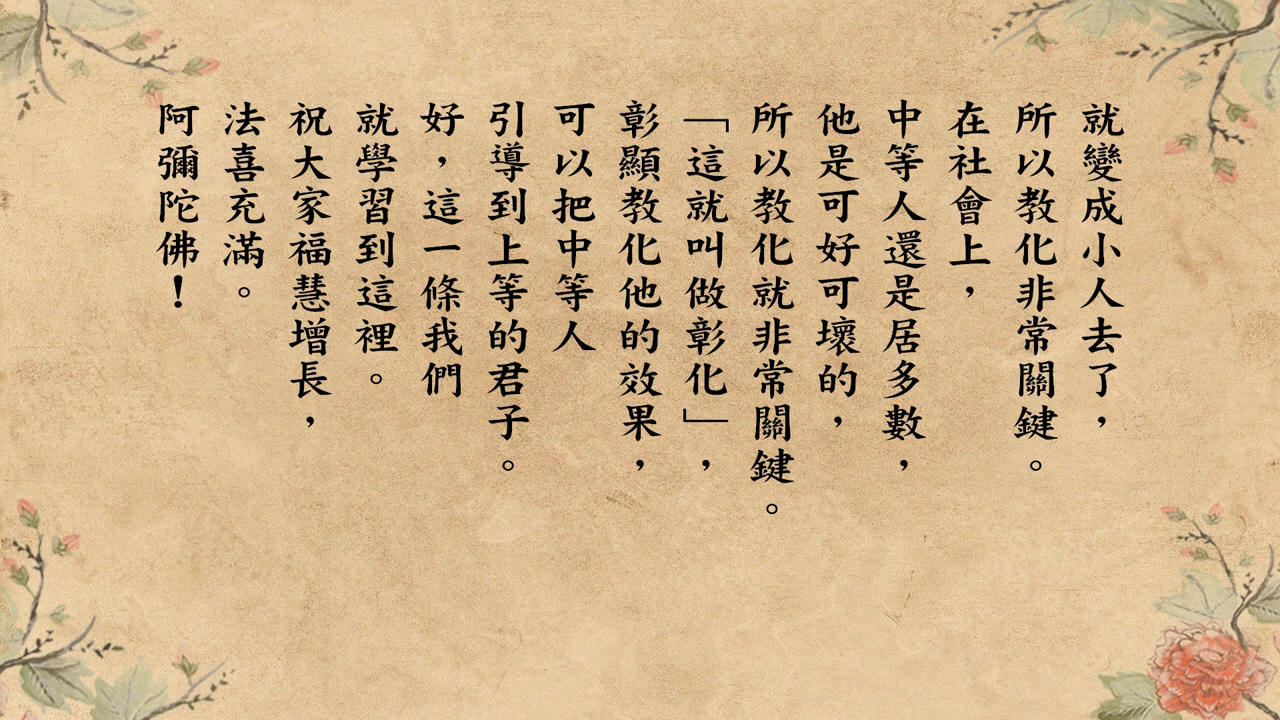 就變成小人去了，
所以教化非常關鍵。
在社會上，
中等人還是居多數，
他是可好可壞的，
所以教化就非常關鍵。
「這就叫做彰化」，
彰顯教化他的效果，
可以把中等人
引導到上等的君子。
好，這一條我們
就學習到這裡。
祝大家福慧增長，
法喜充滿。
阿彌陀佛！